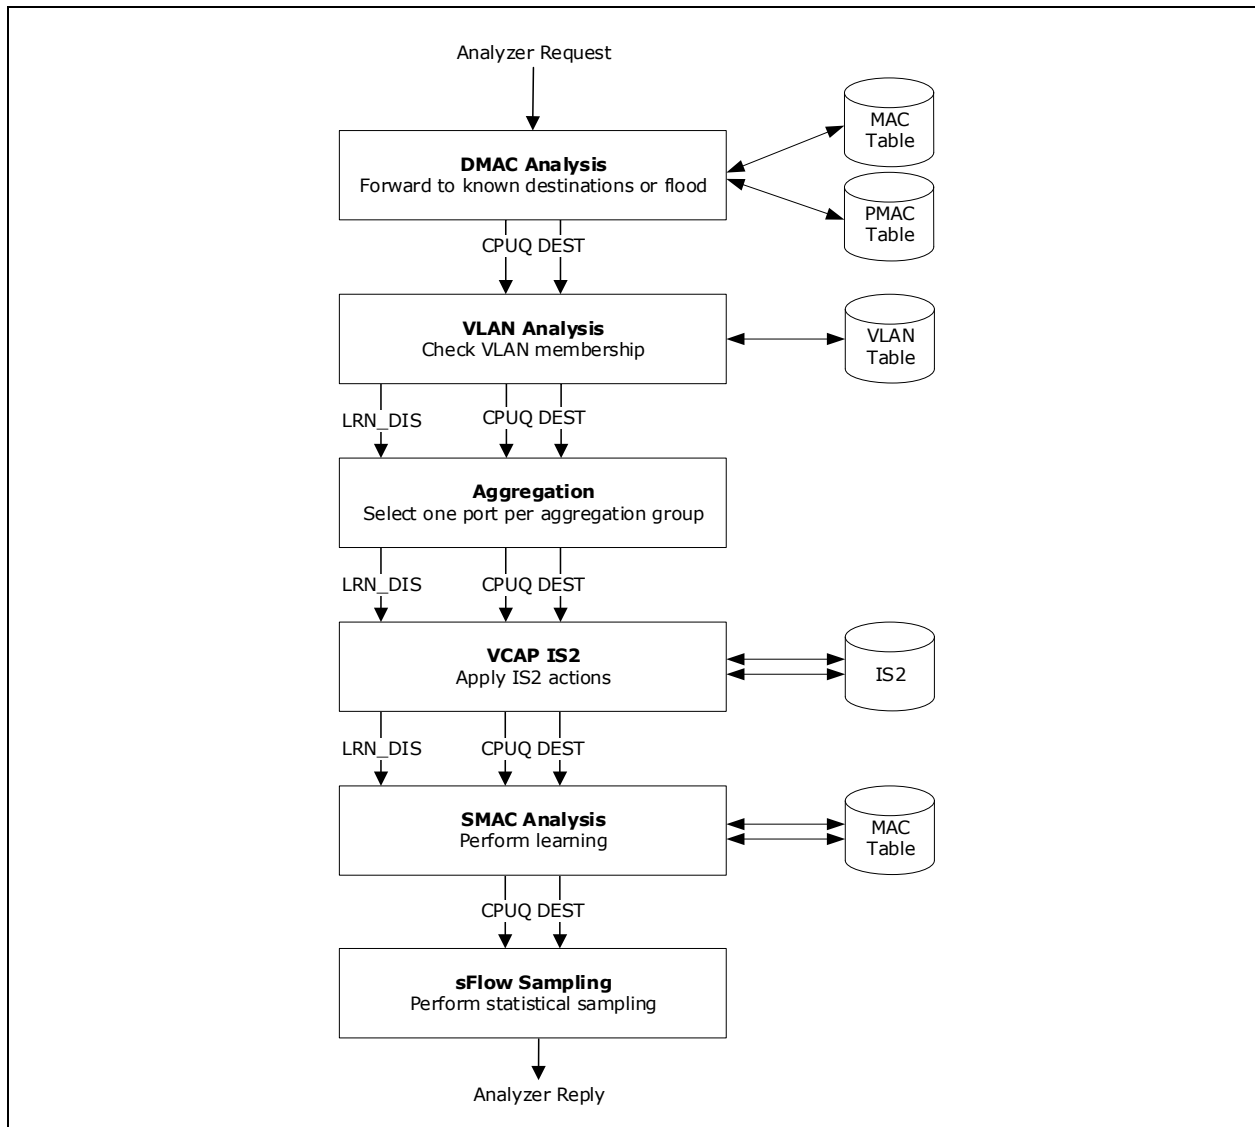 Analyzer Request
MAC
Table
DMAC Analysis
Forward to known destinations or flood
PMAC
Table
CPUQ DEST
VLAN Analysis
Check VLAN membership
VLAN
Table
LRN_DIS
CPUQ DEST
Aggregation
Select one port per aggregation group
LRN_DIS
CPUQ DEST
VCAP IS2
Apply IS2 actions
IS2
LRN_DIS
CPUQ DEST
SMAC Analysis
Perform learning
MAC
Table
CPUQ DEST
sFlow Sampling
Perform statistical sampling
Analyzer Reply